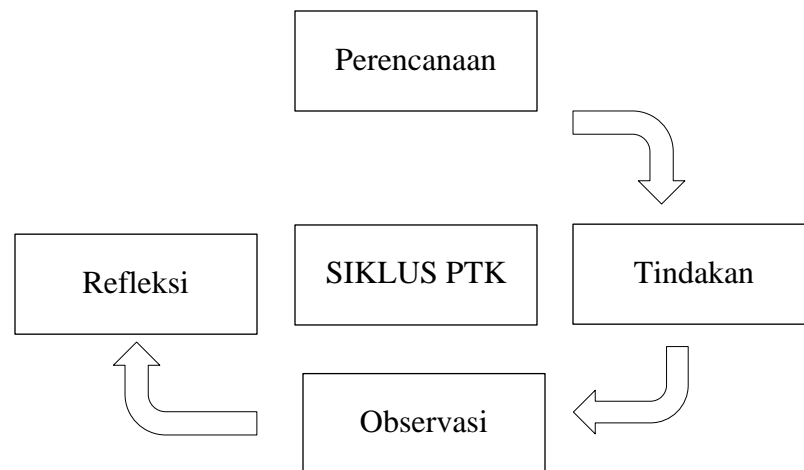 Perencanaan
Refleksi
SIKLUS PTK
Tindakan
Observasi